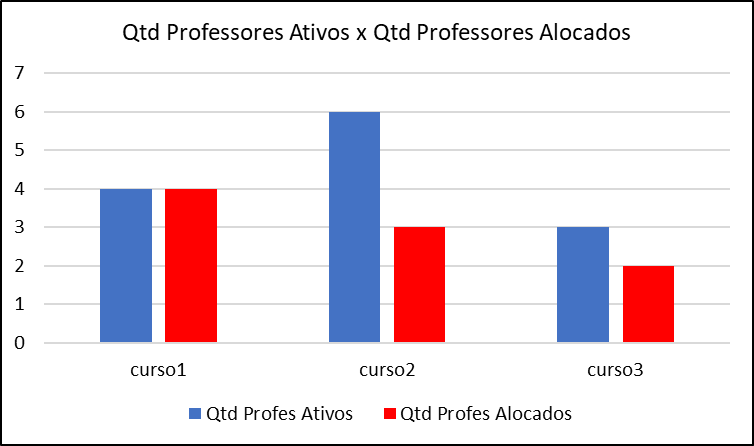 Qtd Professores Ativos x Qtd Professores Alocados
7
6
5
4
3
2
1
0
curso1 curso2 curso3
Qtd Profes Ativos Qtd Profes Alocados